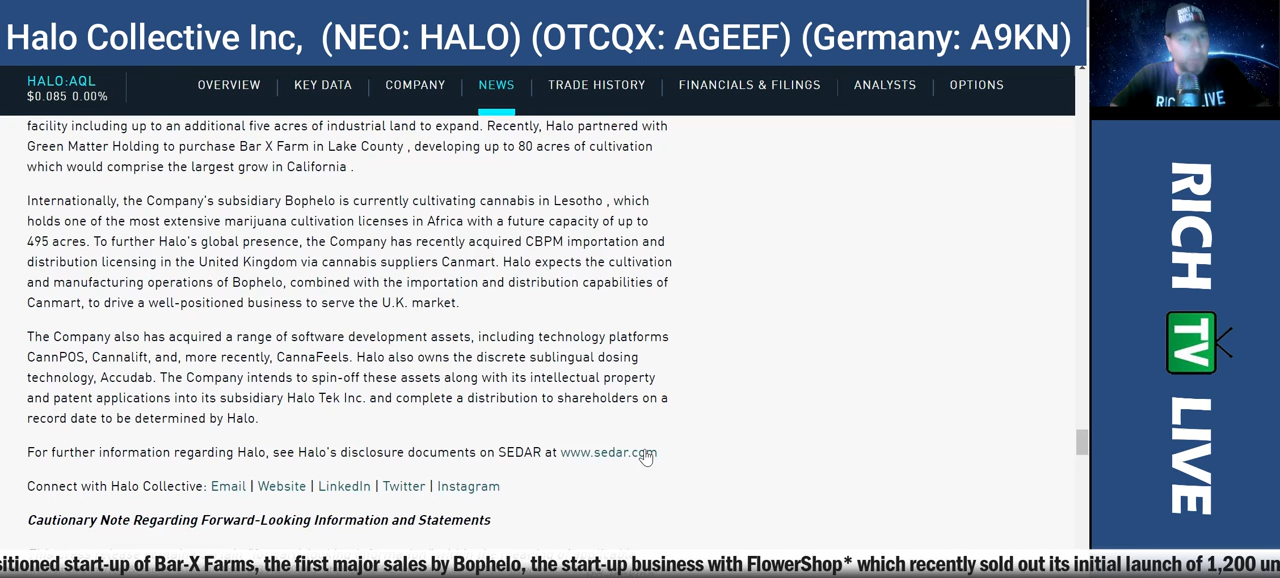 Halo Collective Inc, (NEO: HALO) (OTCQX: AGEEF) (Germany: A9KN)
HALO:AQL
$0.085 0.00%
OVERVIEW | KEY DATA | COMPANY | NEWS | TRADE HISTORY | FINANCIALS & FILINGS | ANALYSTS | OPTIONS
facility including up to an additional five acres of industrial land to expand. Recently, Halo partnered with
Green Matter Holding to purchase Bar X Farm in Lake County , developing up to 80 acres of cultivation
which would comprise the largest grow in California .
Internationally, the Company's subsidiary Bophelo is currently cultivating cannabis in Lesotho , which
holds one of the most extensive marijuana cultivation licenses in Africa with a future capacity of up to
495 acres. To further Halo's global presence, the Company has recently acquired CBPM importation and
distribution licensing in the United Kingdom via cannabis suppliers Canmart. Halo expects the cultivation
and manufacturing operations of Bophelo, combined with the importation and distribution capabilities of
Canmart, to drive a well-positioned business to serve the U.K. market.
The Company also has acquired a range of software development assets, including technology platforms
CannPOS, Cannalift, and, more recently, CannaFeels. Halo also owns the discrete sublingual dosing
technology, Accudab. The Company intends to spin-off these assets along with its intellectual property
and patent applications into its subsidiary Halo Tek Inc. and complete a distribution to shareholders on a
record date to be determined by Halo.
For further information regarding Halo, see Halo's disclosure documents on SEDAR at www.sedar.com
Connect with Halo Collective: Email | Website | LinkedIn | Twitter | Instagram
Cautionary Note Regarding Forward-Looking Information and Statements
sitioned start-up of Bar-X Farms, the first major sales by Bophelo, the start-up business with FlowerShop* which recently sold out its initial launch of 1,200 un
RICH TV LIVE